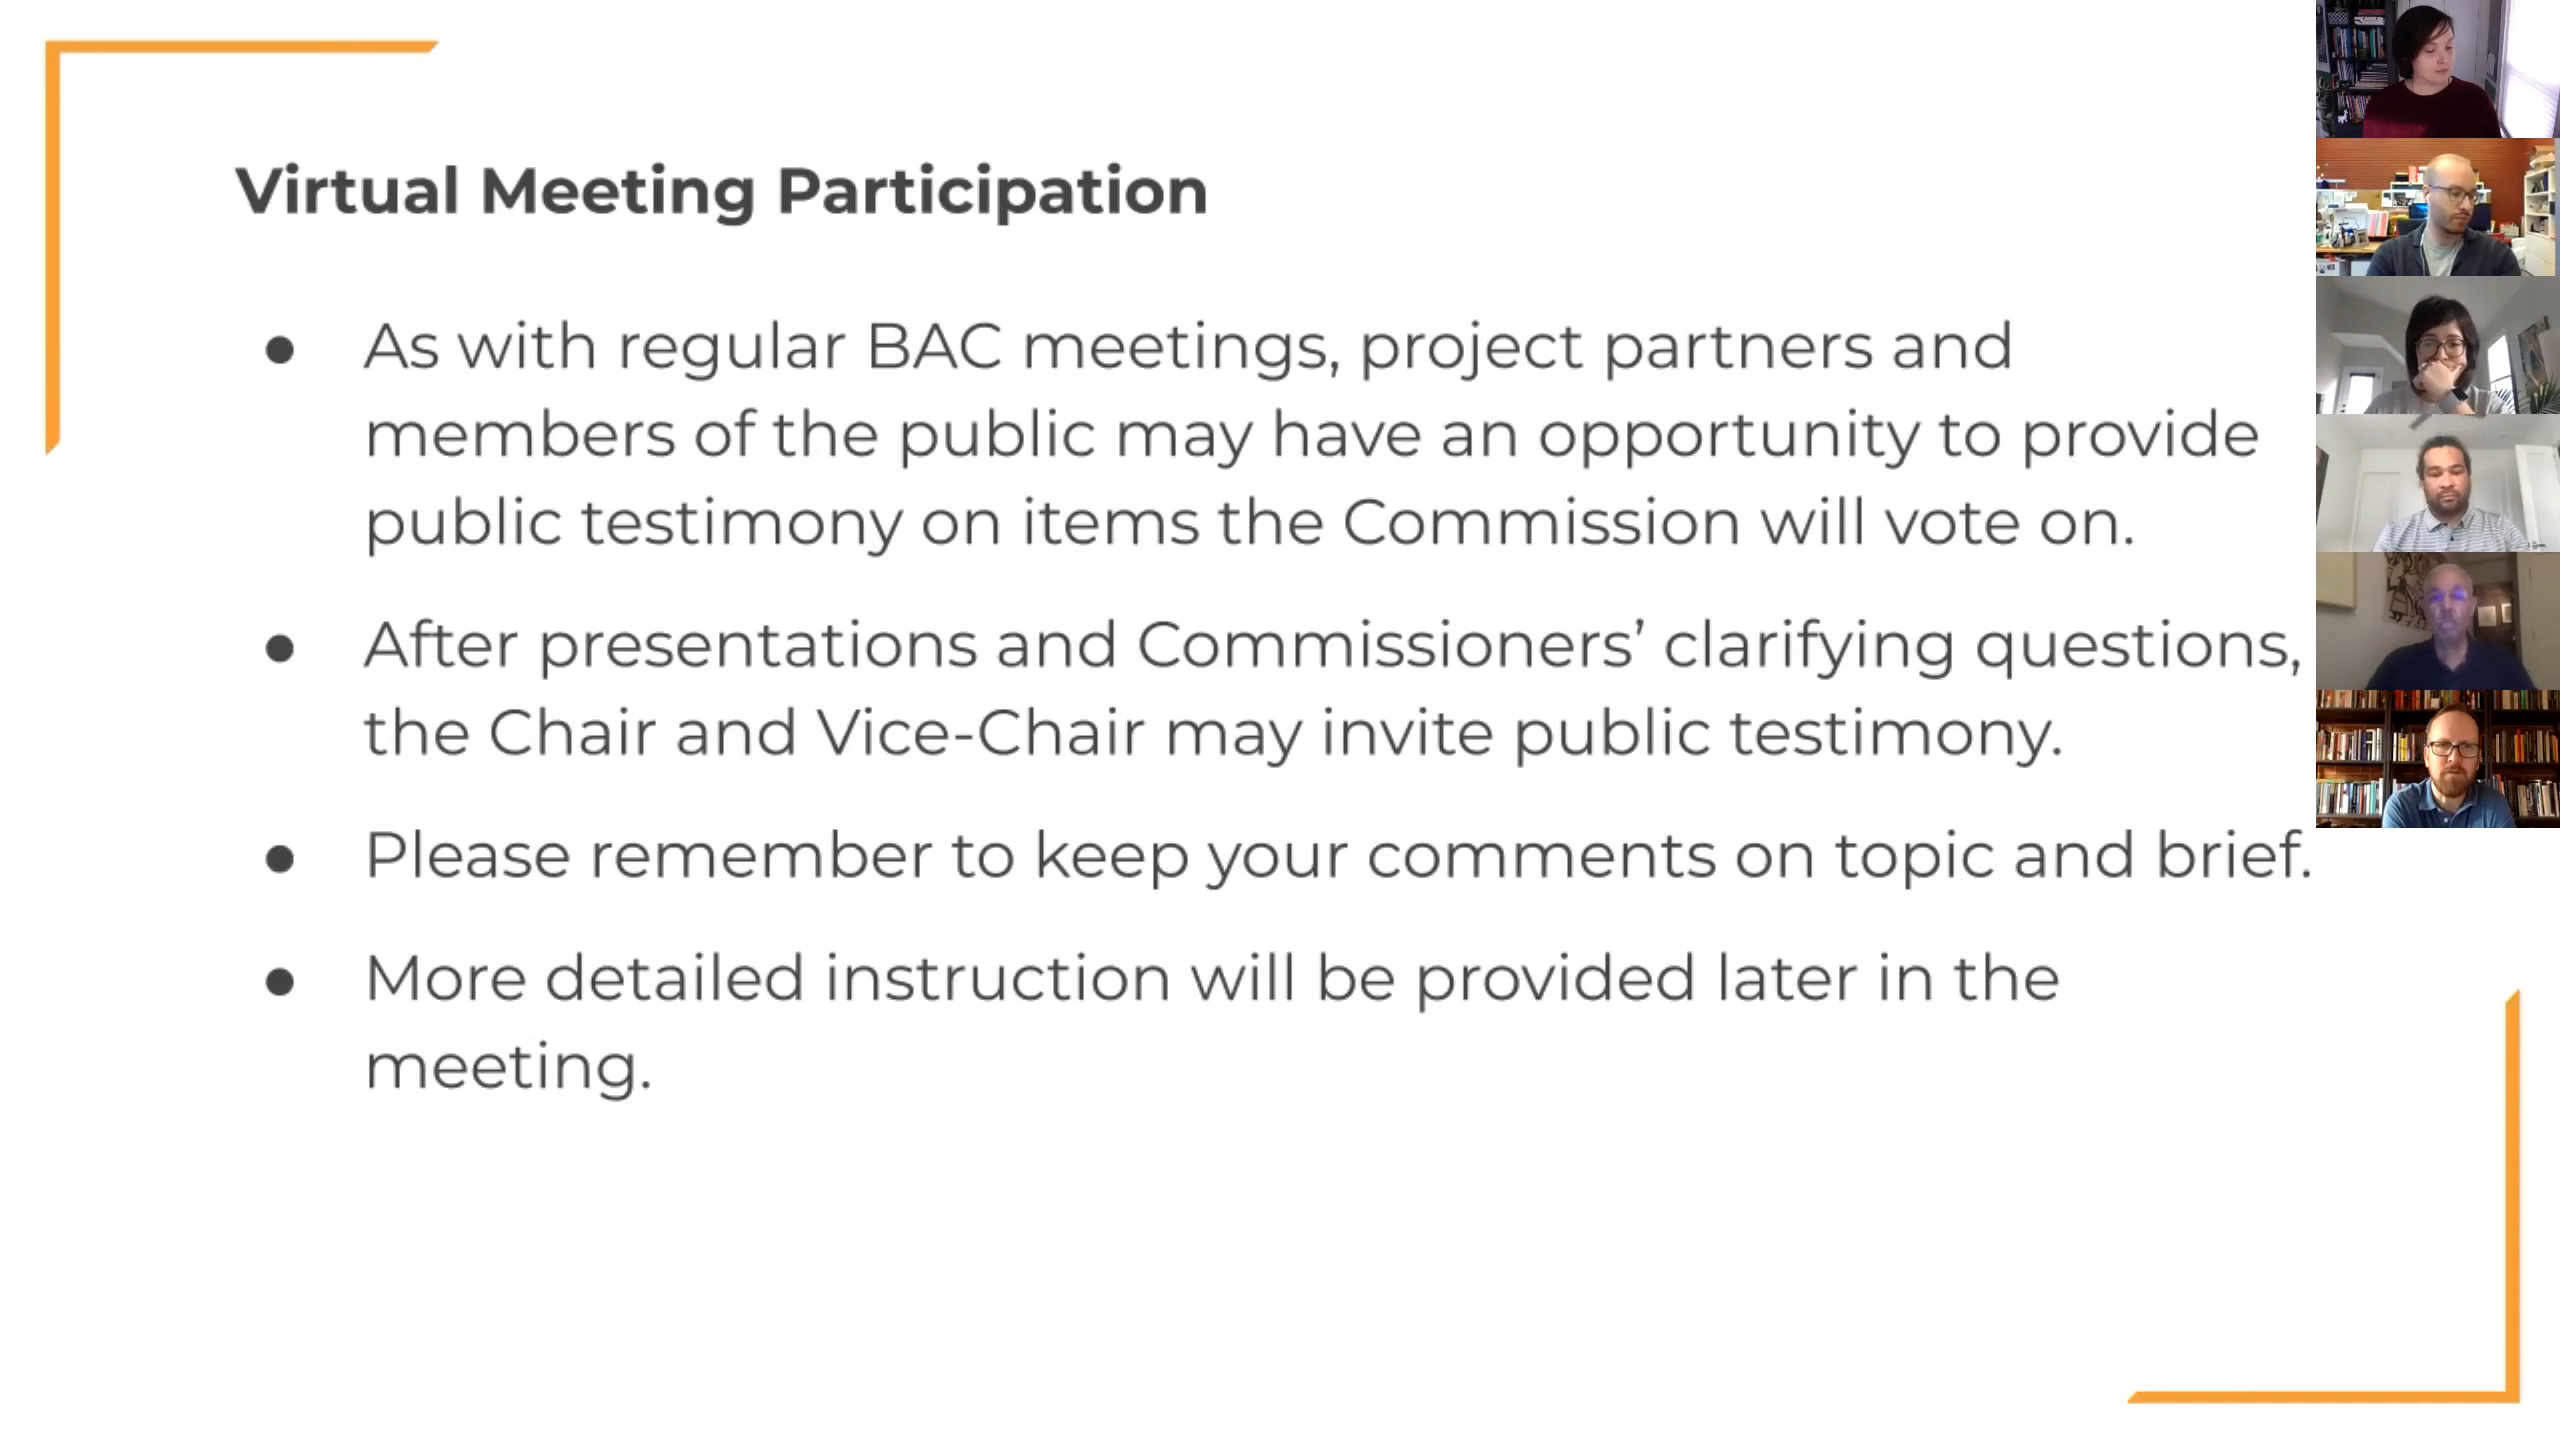 Virtual Meeting Participation
● As with regular BAC meetings, project partners and
members of the public may have an opportunity to provide
public testimony on items the Commission will vote on.
● After presentations and Commissioners’ clarifying questions,
the Chair and Vice-Chair may invite public testimony.
● Please remember to keep your comments on topic and brief.
● More detailed instruction will be provided later in the
meeting.